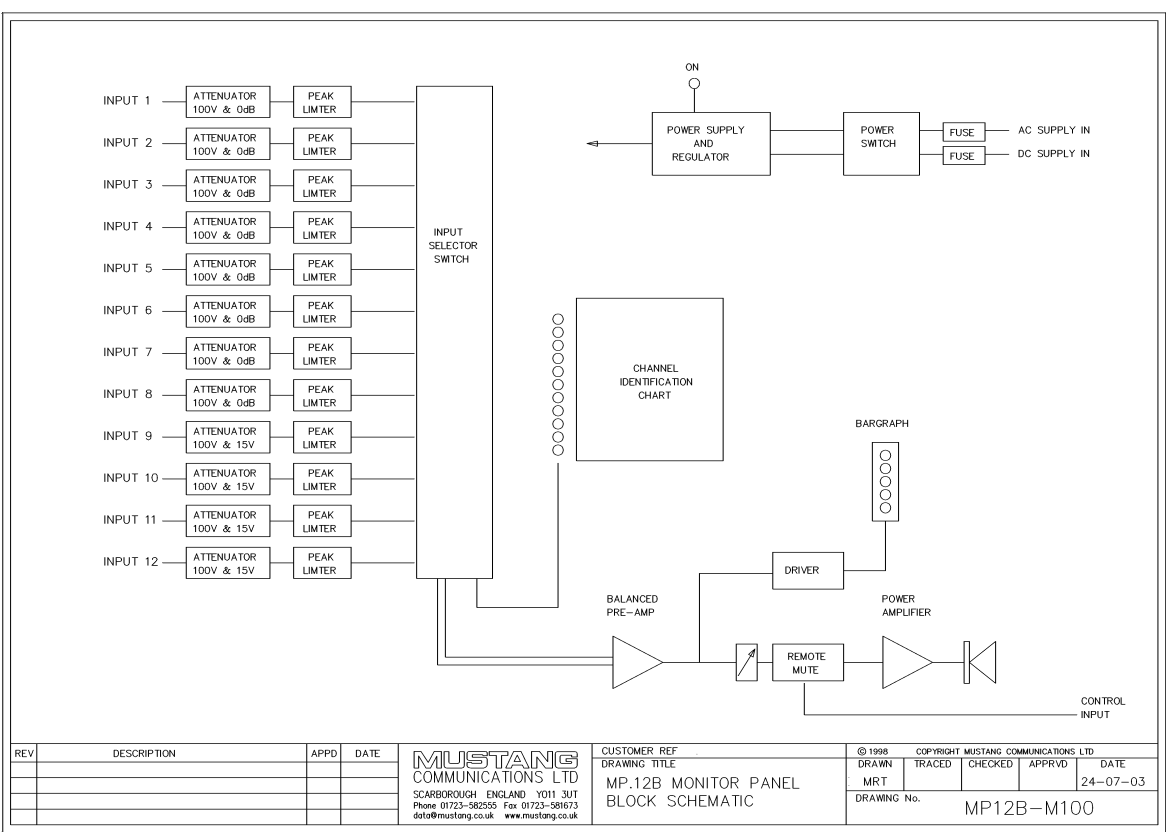 ON
INPUT 1
ATTENUATOR
100V & 0dB
PEAK
LIMTER
INPUT 2
ATTENUATOR
100V & 0dB
PEAK
LIMTER
INPUT 3
ATTENUATOR
100V & 0dB
PEAK
LIMTER
INPUT 4
ATTENUATOR
100V & 0dB
PEAK
LIMTER
INPUT 5
ATTENUATOR
100V & 0dB
PEAK
LIMTER
INPUT 6
ATTENUATOR
100V & 0dB
PEAK
LIMTER
INPUT 7
ATTENUATOR
100V & 0dB
PEAK
LIMTER
INPUT 8
ATTENUATOR
100V & 0dB
PEAK
LIMTER
INPUT 9
ATTENUATOR
100V & 15V
PEAK
LIMTER
INPUT 10
ATTENUATOR
100V & 15V
PEAK
LIMTER
INPUT 11
ATTENUATOR
100V & 15V
PEAK
LIMTER
INPUT 12
ATTENUATOR
100V & 15V
PEAK
LIMTER
INPUT
SELECTOR
SWITCH
POWER SUPPLY
AND
REGULATOR
POWER
SWITCH
FUSE
AC SUPPLY IN
FUSE
DC SUPPLY IN
CHANNEL
IDENTIFICATION
CHART
BARGRAPH
DRIVER
BALANCED
PRE-AMP
REMOTE
MUTE
POWER
AMPLIFIER
CONTROL
INPUT
REV DESCRIPTION APPD DATE
MUSTANG
COMMUNICATIONS LTD
SCARBOROUGH ENGLAND YO11 3UT
Phone 01723-582555 Fax 01723-581673
data@mustang.co.uk www.mustang.co.uk
CUSTOMER REF
DRAWING TITLE
MP.12B MONITOR PANEL
BLOCK SCHEMATIC
© 1998 COPYRIGHT MUSTANG COMMUNICATIONS LTD
DRAWN TRACED CHECKED APPRVD DATE
MRT 24-07-03
DRAWING No.
MP12B-M100